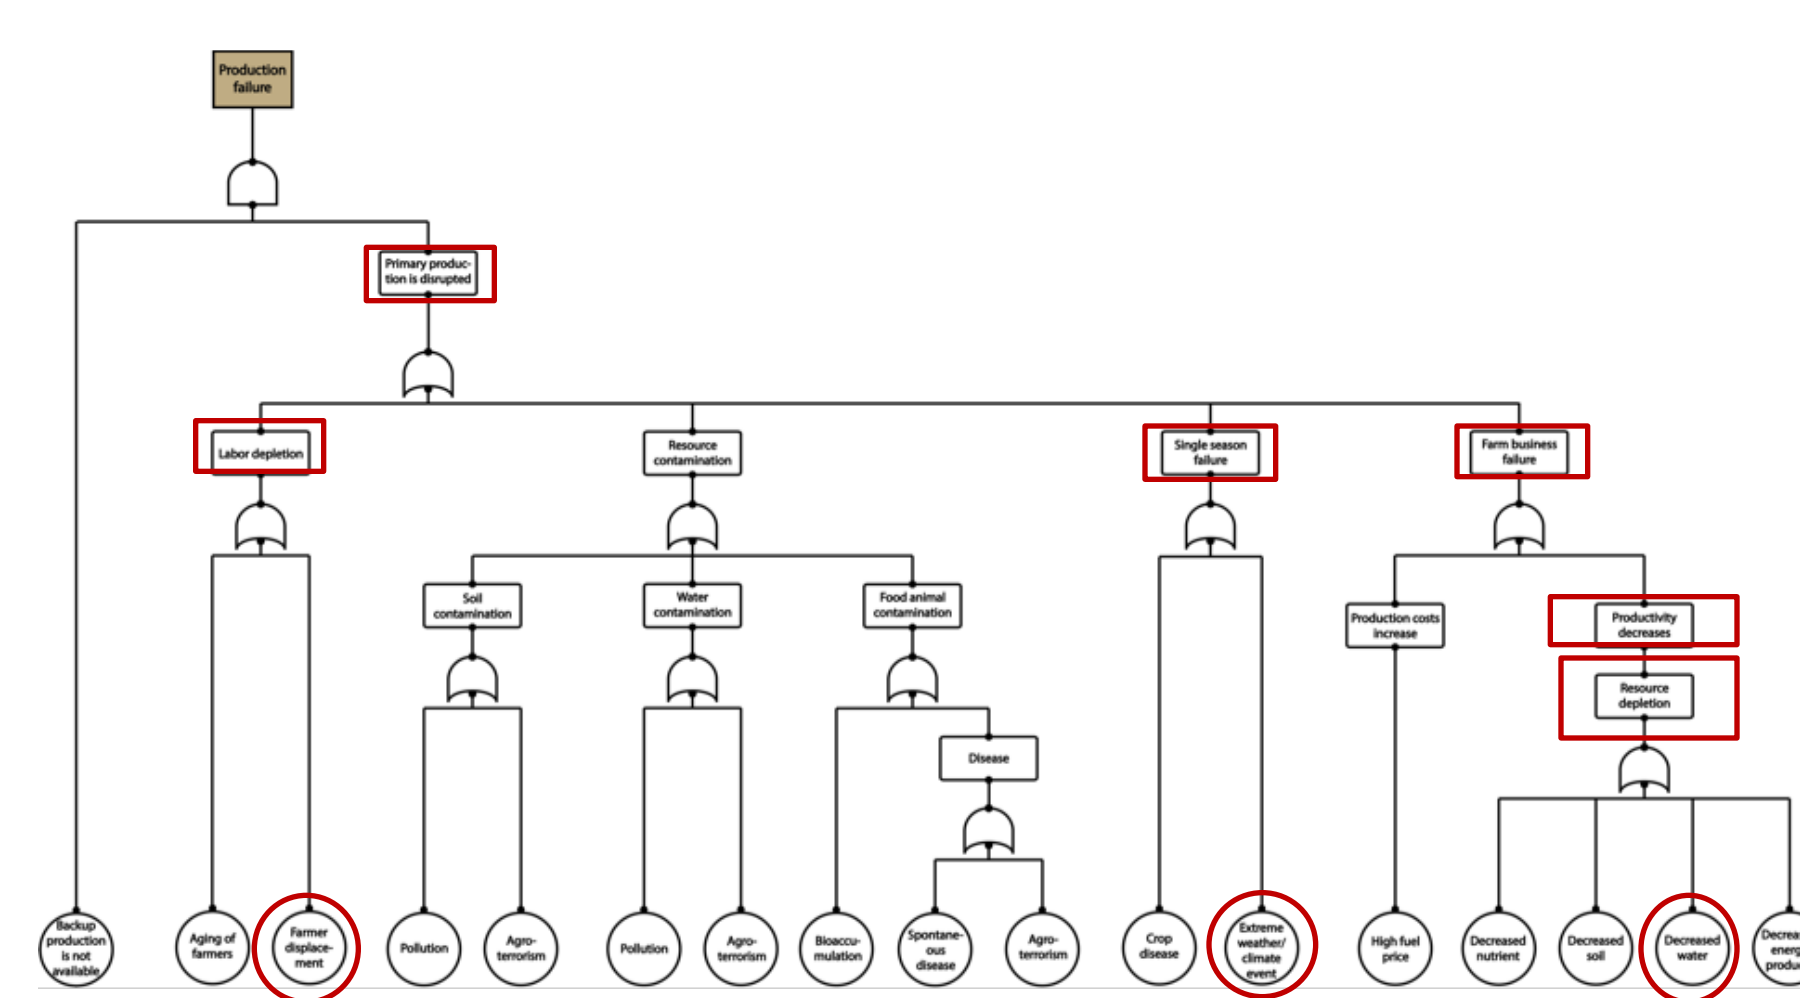 Production
failure
Primary produc-
tion is disrupted
Labor depletion
Resource
contamination
Single season
failure
Farm business
failure
Soil
contamination
Water
contamination
Food animal
contamination
Production costs
increase
Productivity
decreases
Resource
depletion
Disease
Backup
production
is not
available
Aging of
farmers
Farmer
displace-
ment
Pollution
Agro-
terrorism
Pollution
Agro-
terrorism
Bioaccu-
mulation
Spontane-
ous
disease
Agro-
terrorism
Crop
disease
Extreme
weather/
climate
event
High fuel
price
Decreased
nutrient
Decreased
soil
Decreased
water
Decreas
energ
produc